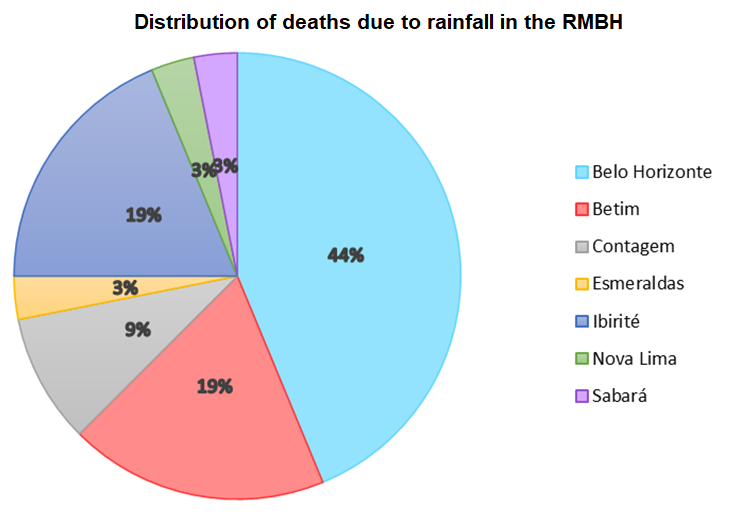 Distribution of deaths due to rainfall in the RMBH
3%
3%
19%
44%
3%
9%
19%
Belo Horizonte
Betim
Contagem
Esmeraldas
Ibirité
Nova Lima
Sabará